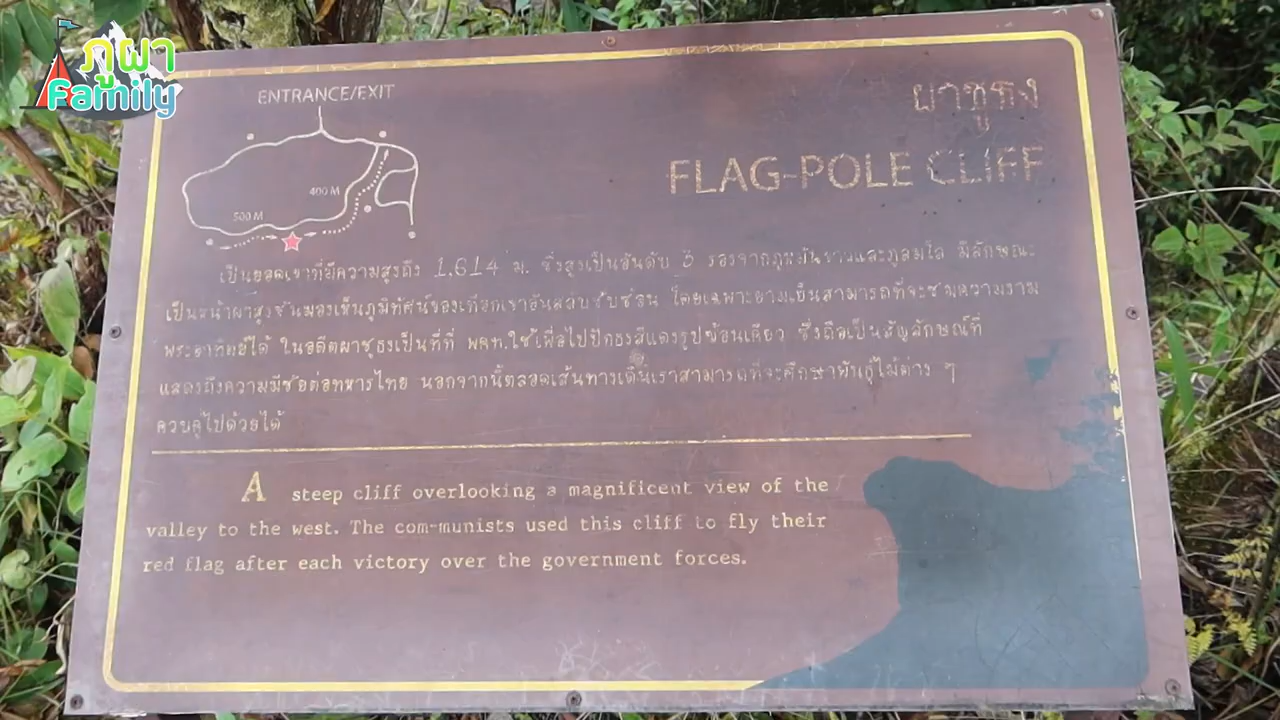 ภูผา
Family
ENTRANCE/EXIT
400 M
500 M
ผาชูธง
FLAG-POLE CLIFF
เป็นยอดเขาที่มีความสูงถึง 1,614 ม. ซึ่งสูงเป็นอันดับ 3 รองจากภูหมันขาวและภูลมโล มีลักษณะ
เป็นหน้าผาสูงชันมองเห็นภูมิทัศน์ของเทือกเขาอันสลับซับซ้อน โดยเฉพาะยามเย็นสามารถที่จะชมความงาม
พระอาทิตย์ได้ ในอดีตผาชูธงเป็นที่ที่ พคท.ใช้เพื่อไปปักธงสีแดงรูปฆ้อนเคียว ซึ่งถือเป็นสัญลักษณ์ที่
แสดงถึงความมีชัยต่อทหารไทย นอกจากนี้ตลอดเส้นทางเดินเราสามารถที่จะศึกษาพันธุ์ไม้ต่าง ๆ
ควบคู่ไปด้วยได้
A steep cliff overlooking a magnificent view of the
valley to the west. The com-munists used this cliff to fly their
red flag after each victory over the government forces.